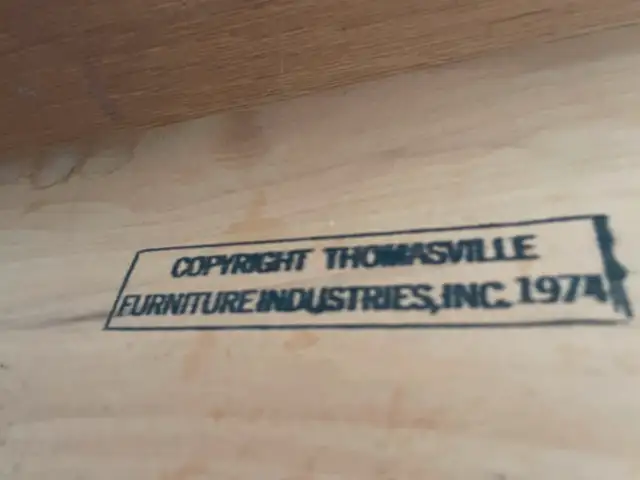 COPYRIGHT THOMASVILLE
FURNITURE INDUSTRIES, INC. 1974